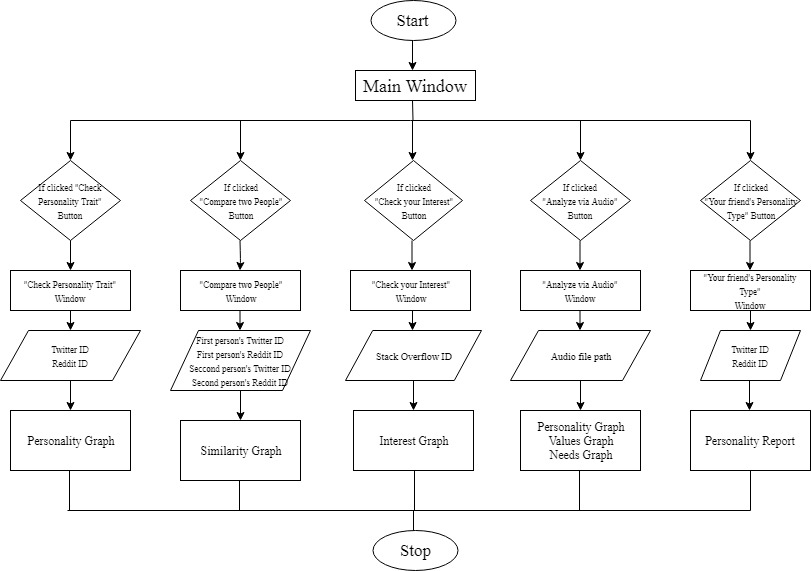 Start
Main Window
If clicked "Check
Personality Trait"
Button
If clicked
"Compare two People"
Button
If clicked
"Check your Interest"
Button
If clicked
"Analyze via Audio"
Button
If clicked
"Your friend's Personality
Type" Button
"Check Personality Trait"
Window
"Compare two People"
Window
"Check your Interest"
Window
"Analyze via Audio"
Window
"Your friend's Personality
Type"
Window
Twitter ID
Reddit ID
First person's Twitter ID
First person's Reddit ID
Seccond person's Twitter ID
Second person's Reddit ID
Stack Overflow ID
Audio file path
Twitter ID
Reddit ID
Personality Graph
Similarity Graph
Interest Graph
Personality Graph
Values Graph
Needs Graph
Personality Report
Stop